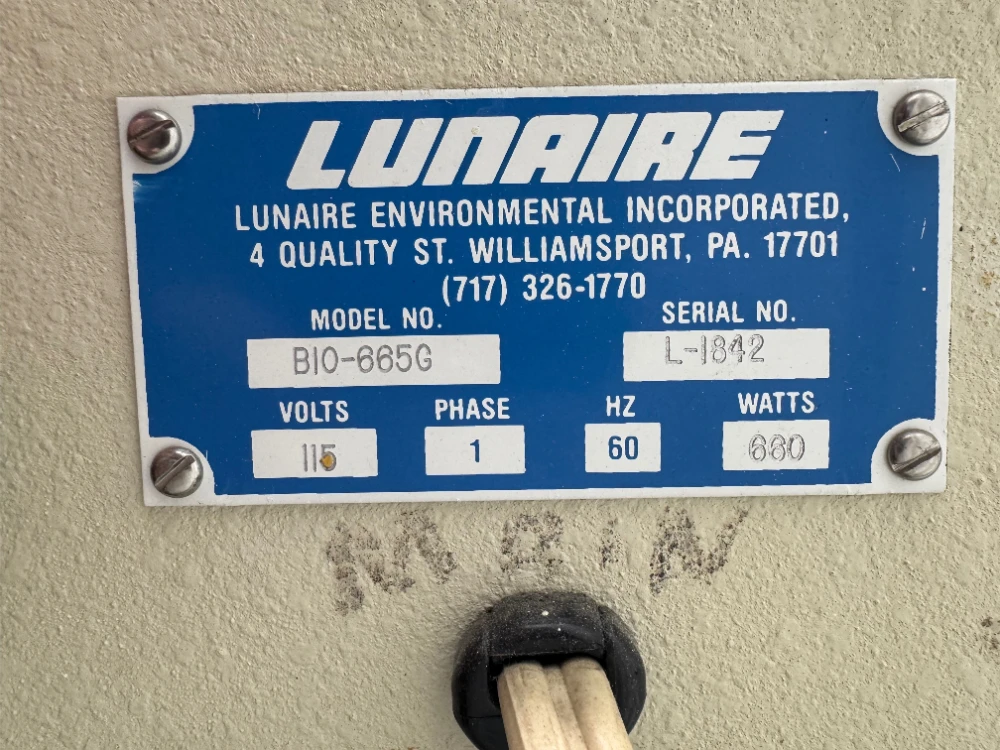 LUNAIRE
LUNAIRE ENVIRONMENTAL INCORPORATED,
4 QUALITY ST. WILLIAMSPORT, PA. 17701
(717) 326-1770
MODEL NO. SERIAL NO.
B10-665G L-1842
VOLTS PHASE HZ WATTS
115 1 60 660
MAIN